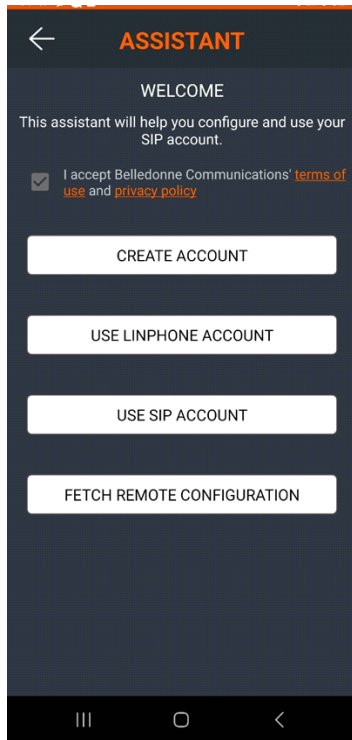 ASSISTANT
WELCOME
This assistant will help you configure and use your
SIP account.
I accept Belledonne Communications' terms of
use and privacy policy
CREATE ACCOUNT
USE LINPHONE ACCOUNT
USE SIP ACCOUNT
FETCH REMOTE CONFIGURATION